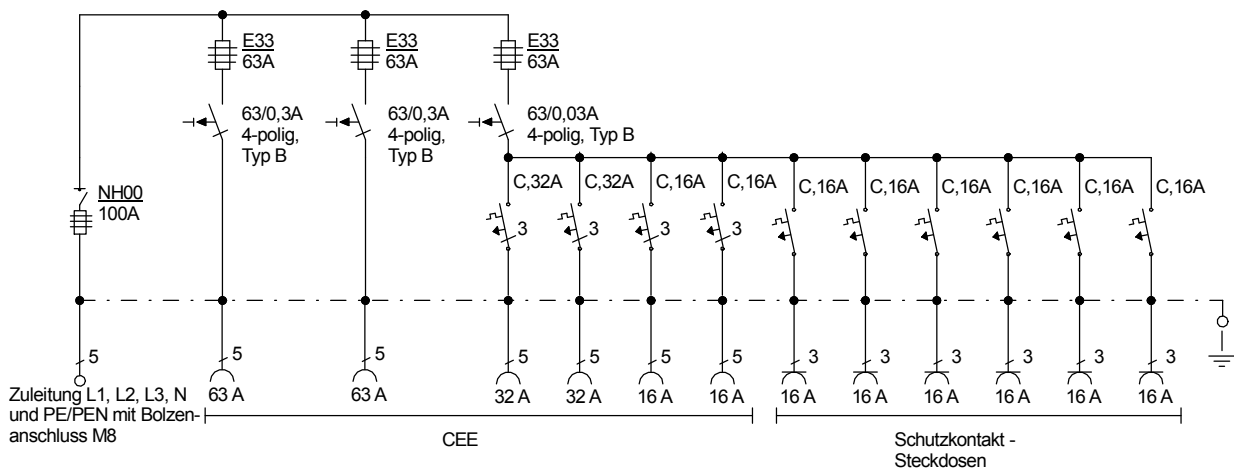 E33
63A
E33
63A
E33
63A
63/0,3A
4-polig,
Typ B
63/0,3A
4-polig,
Typ B
63/0,03A
4-polig, Typ B
NH00
100A
C,32A
C,32A
C,16A
C,16A
C,16A
C,16A
C,16A
C,16A
C,16A
C,16A
3
3
3
3
5
5
5
5
5
5
5
3
3
3
3
3
3
Zuleitung L1, L2, L3, N
und PE/PEN mit Bolzen-
anschluss M8
63 A
63 A
32 A
32 A
16 A
16 A
16 A
16 A
16 A
16 A
16 A
16 A
CEE
Schutzkontakt -
Steckdosen